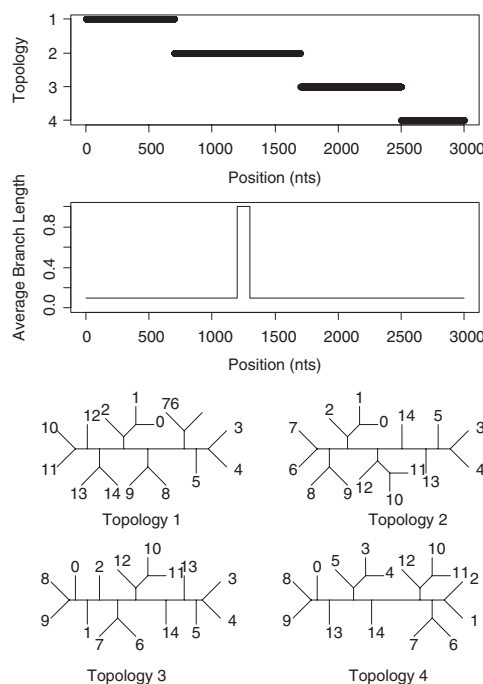 1
2
3
4
Topology
0 500 1000 1500 2000 2500 3000
Position (nts)
0.0 0.4 0.8
Average Branch Length
0 500 1000 1500 2000 2500 3000
Position (nts)
10 12 2 1 0 76 3
11 13 14 9 8 5 4
Topology 1
7 2 1 0 14 5 3
6 8 9 12 10 11 13 4
Topology 2
8 0 2 12 10 11 13 3
9 1 7 6 14 5 4
Topology 3
8 0 5 3 4 12 10 11 2
9 13 14 7 6 1
Topology 4